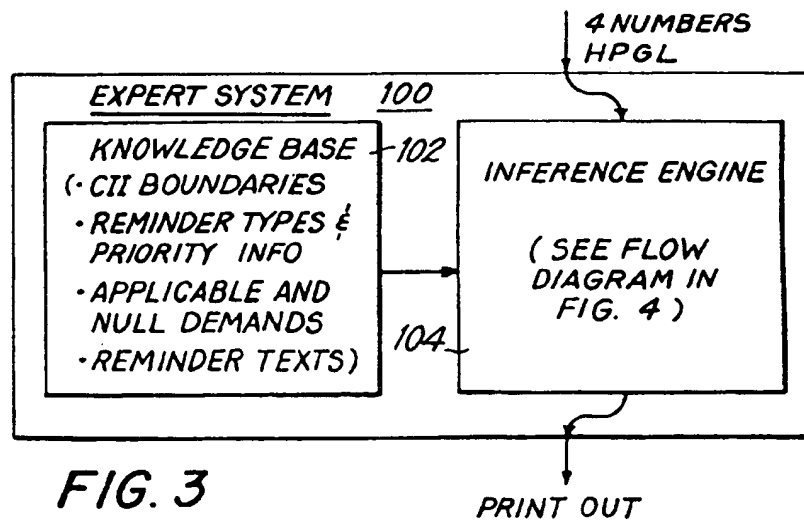 4 NUMBERS
HPGL
EXPERT SYSTEM 100
KNOWLEDGE BASE 102
(· CII BOUNDARIES
· REMINDER TYPES &
PRIORITY INFO
· APPLICABLE AND
NULL DEMANDS
· REMINDER TEXTS)
INFERENCE ENGINE
(SEE FLOW
DIAGRAM IN
FIG. 4)
104
FIG. 3
PRINT OUT